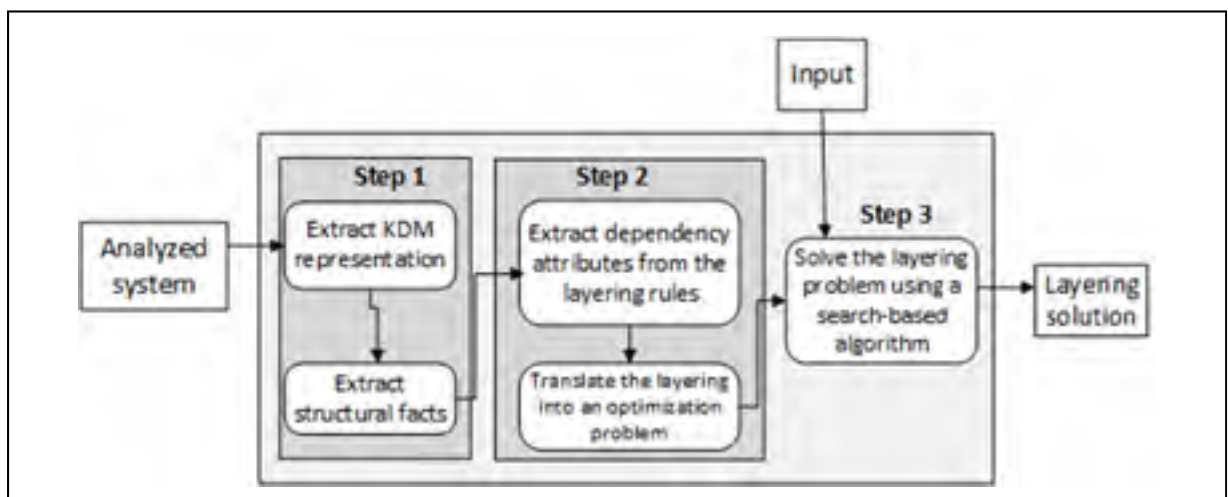 Input
Step 1
Step 2
Step 3
Analyzed
system
Extract KDM
representation
Extract
structural facts
Extract dependency
attributes from the
layering rules
Translate the layering
into an optimization
problem
Solve the layering
problem using a
search-based
algorithm
Layering
solution